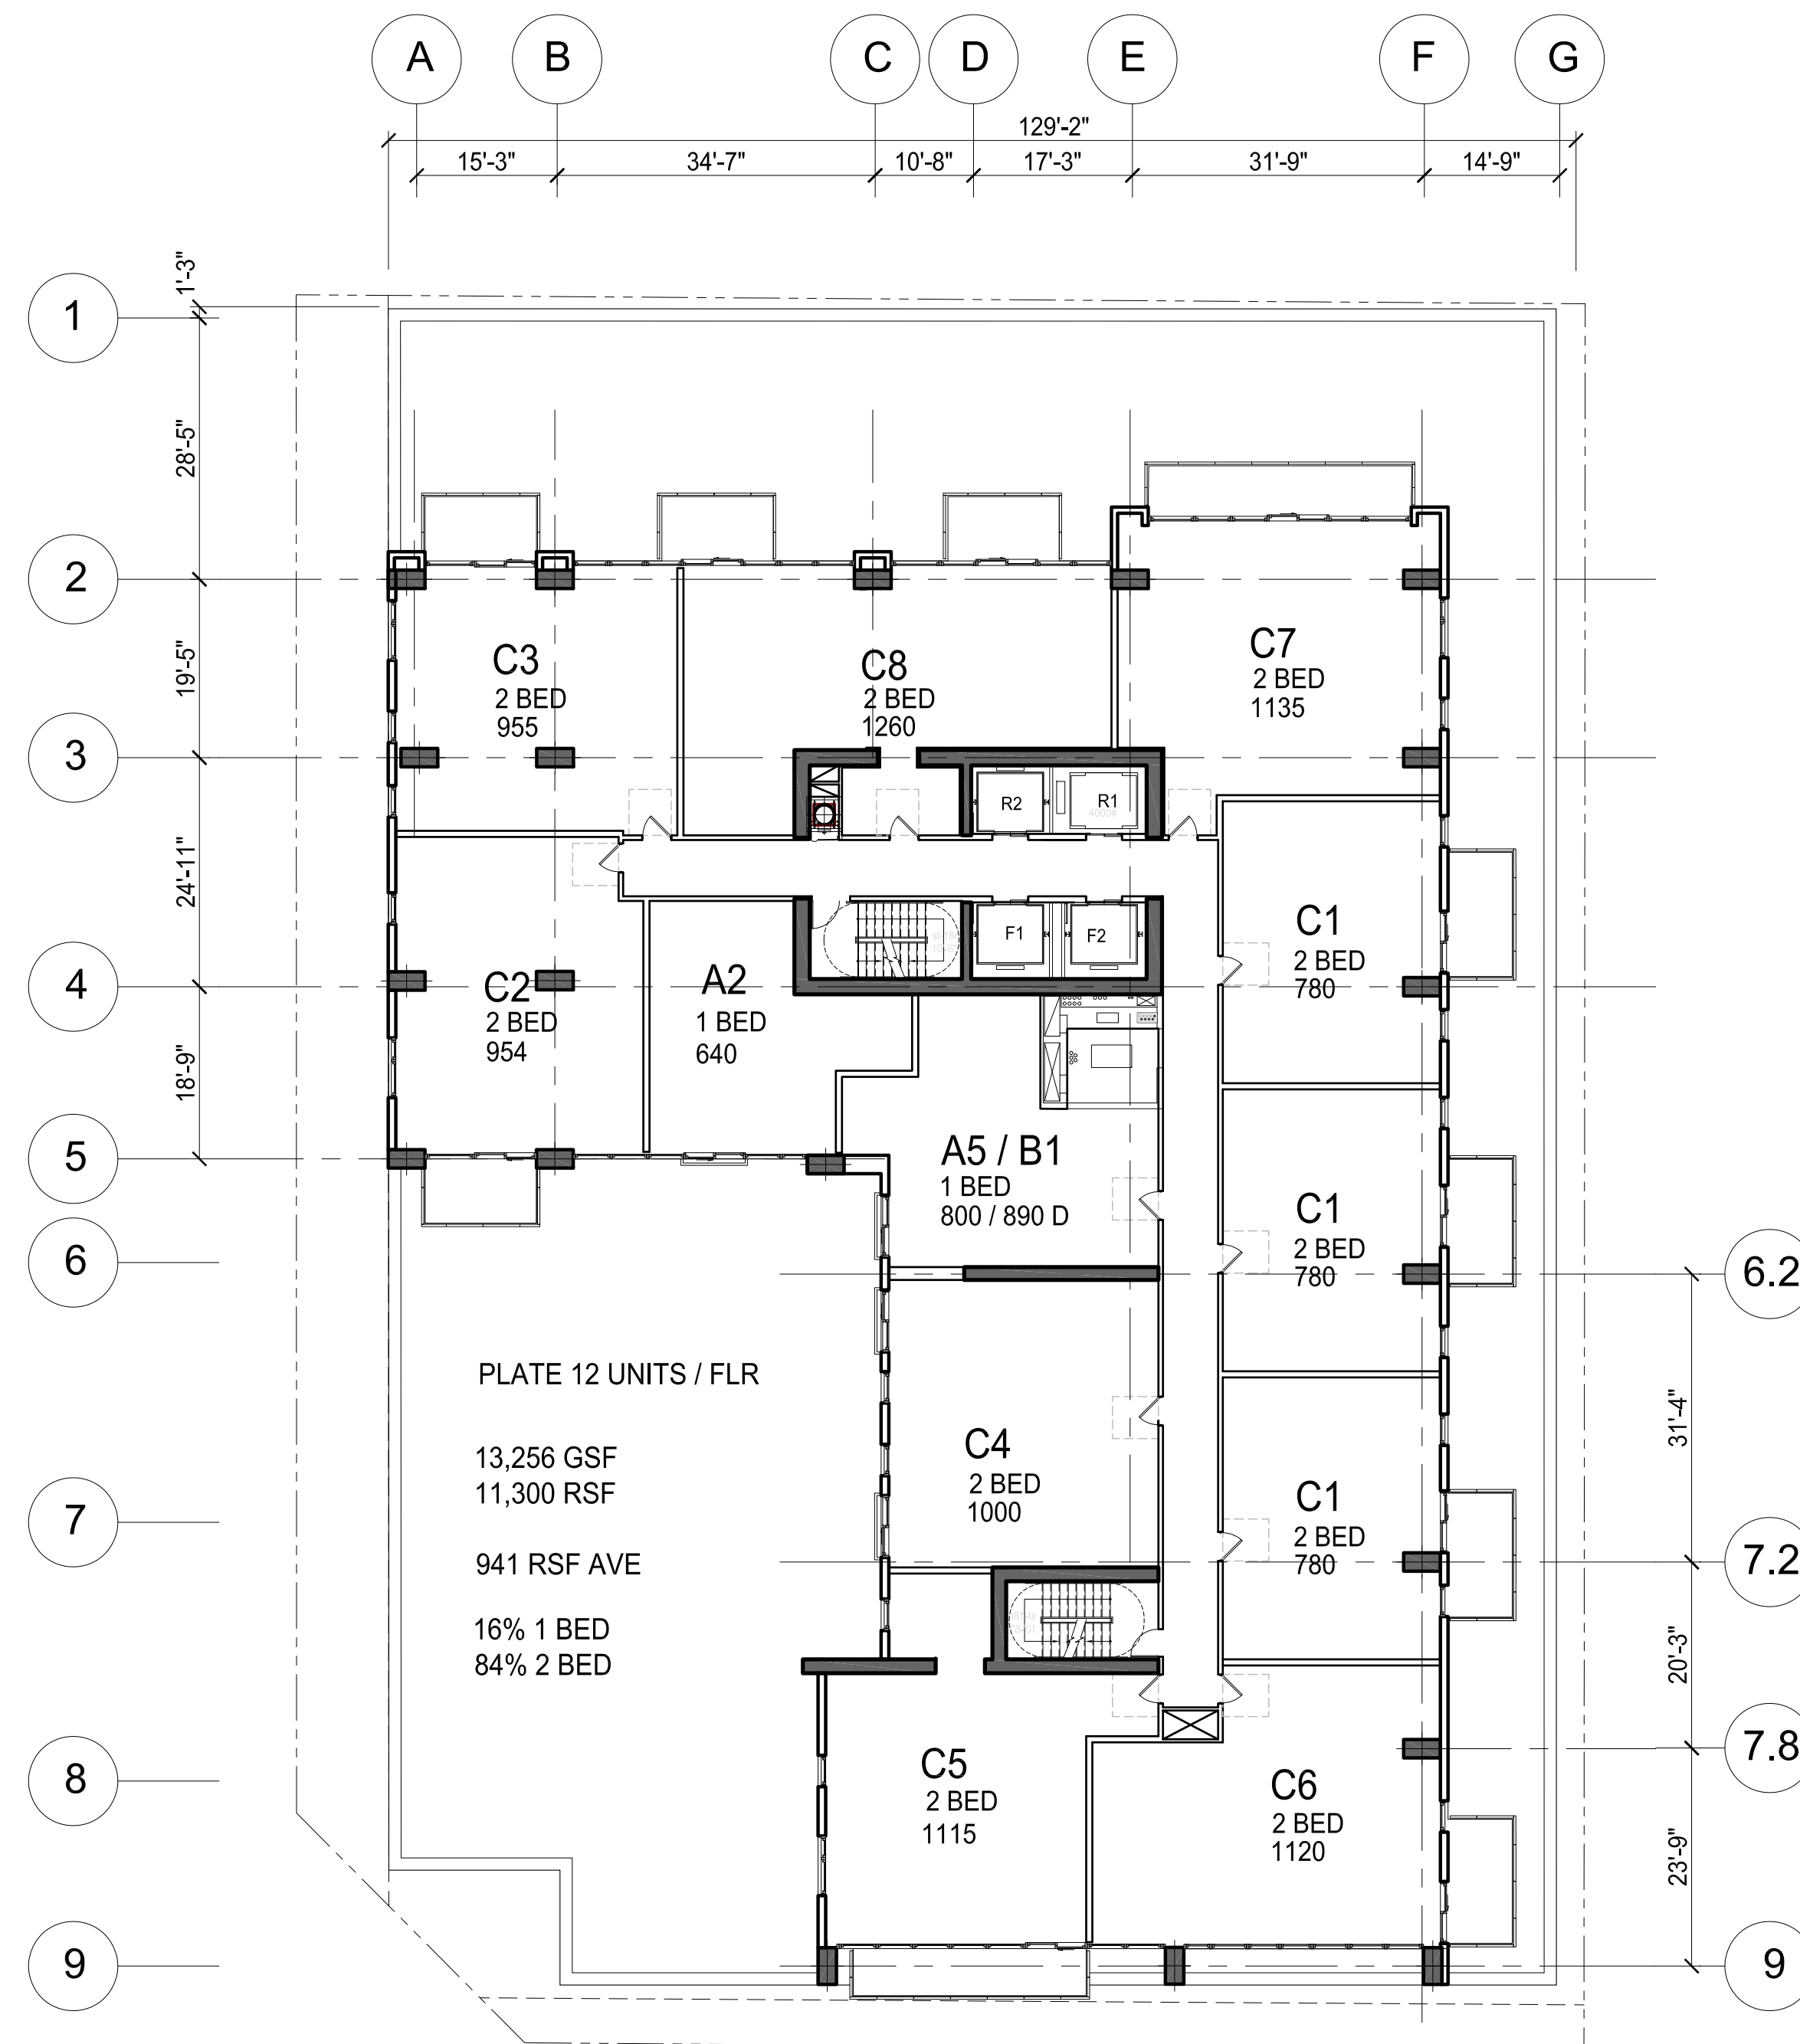 A B C D E F G
129'-2"
15'-3" 34'-7" 10'-8" 17'-3" 31'-9" 14'-9"
1'-3"
1
28'-5"
2
19'-5"
3
24'-11"
4
18'-9"
5
6
7
8
9
C3
2 BED
955
C8
2 BED
1260
C7
2 BED
1135
R2
R1
4000#
F1
F2
C2
2 BED
954
A2
1 BED
640
C1
2 BED
780
A5 / B1
1 BED
800 / 890 D
C1
2 BED
780
6.2
PLATE 12 UNITS / FLR
13,256 GSF
11,300 RSF
941 RSF AVE
16% 1 BED
84% 2 BED
C4
2 BED
1000
C1
2 BED
780
31'-4"
7.2
20'-3"
7.8
C5
2 BED
1115
C6
2 BED
1120
23'-9"
9